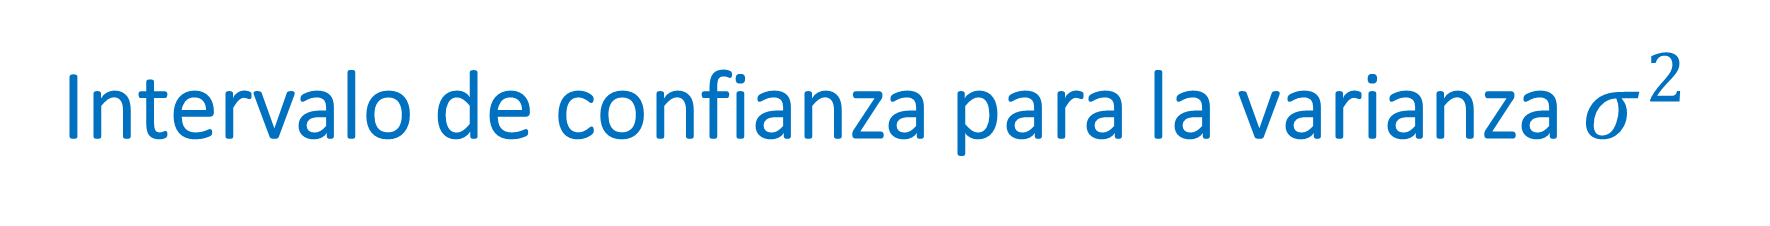 Intervalo de confianza para la varianza σ²